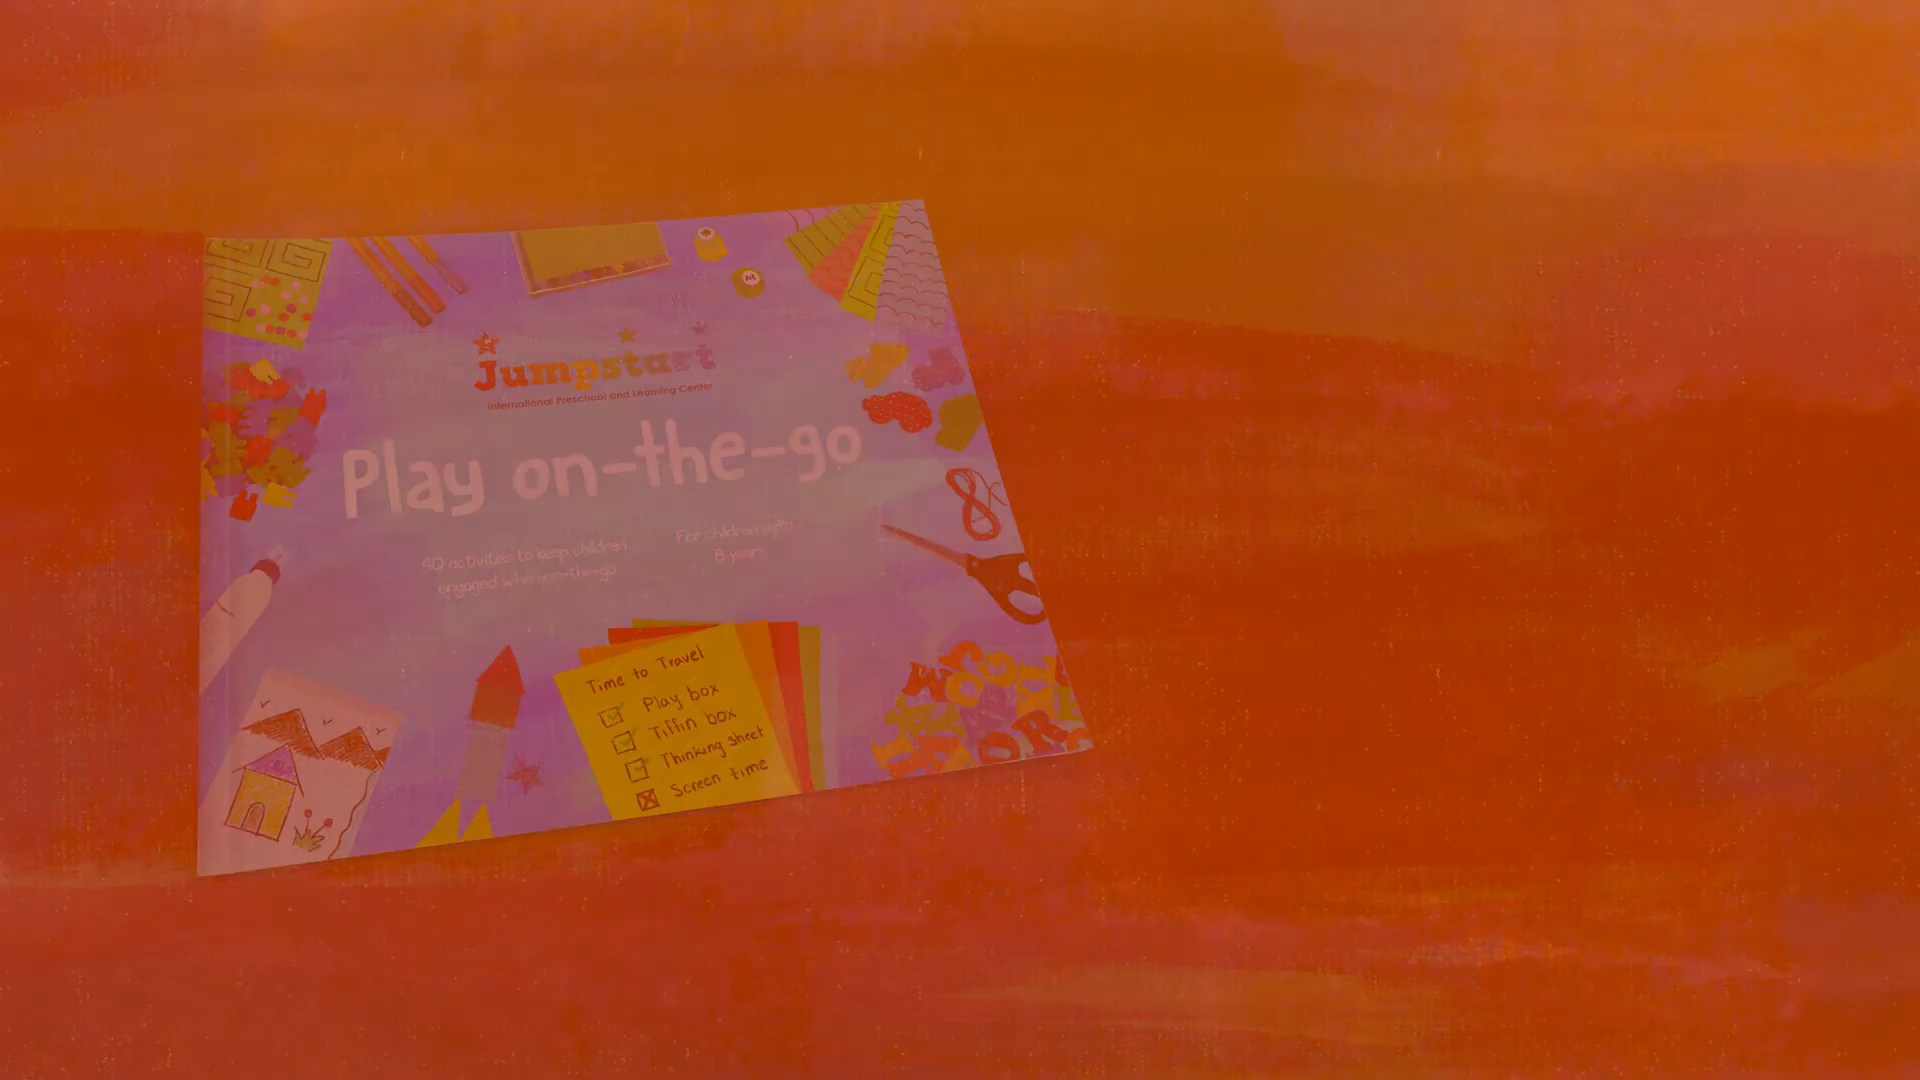 Jumpstart
International Preschool and Learning Center
Play on-the-go
40 activities to keep children
engaged when on-the-go
For children upto
8 years
Time to Travel
Play box
Tiffin box
Thinking sheet
Screen time